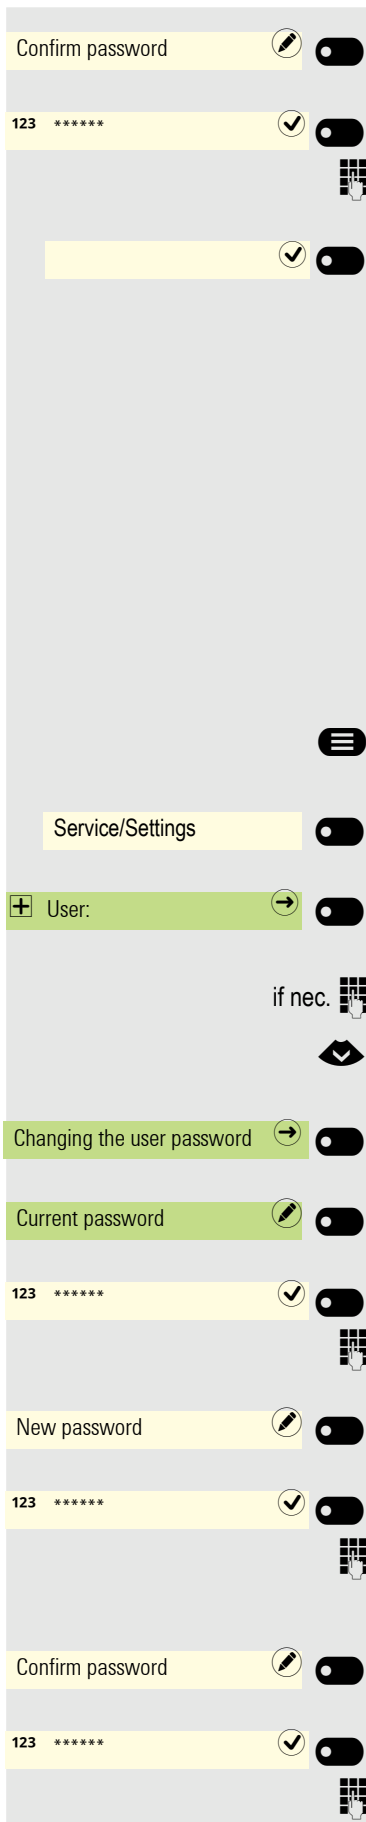 Confirm password
123 ******
Service/Settings
User:
if nec.
Changing the user password
Current password
123 ******
New password
123 ******
Confirm password
123 ******